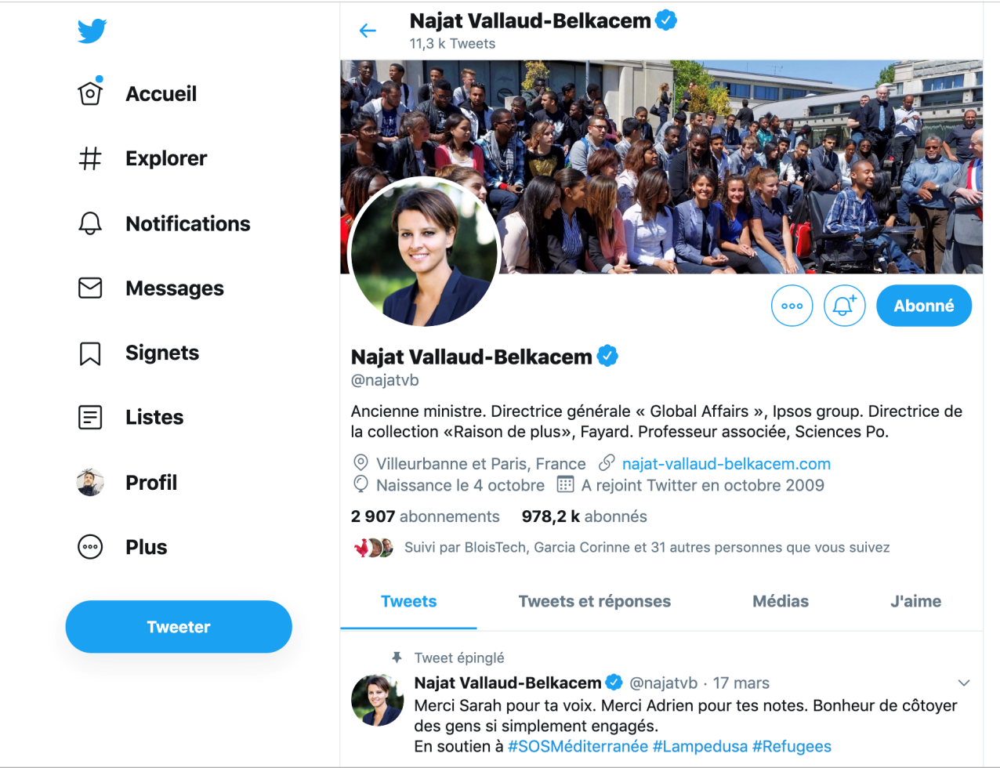 Najat Vallaud-Belkacem
11,3 k Tweets
Accueil
Explorer
Notifications
Messages
Signets
Listes
Profil
Plus
Tweeter
Abonné
Najat Vallaud-Belkacem
@najatvb
Ancienne ministre. Directrice générale « Global Affairs », Ipsos group. Directrice de
la collection «Raison de plus», Fayard. Professeur associée, Sciences Po.
Villeurbanne et Paris, France najat-vallaud-belkacem.com
Naissance le 4 octobre A rejoint Twitter en octobre 2009
2 907 abonnements 978,2 k abonnés
Suivi par BloisTech, Garcia Corinne et 31 autres personnes que vous suivez
Tweets Tweets et réponses Médias J'aime
Tweet épinglé
Najat Vallaud-Belkacem @najatvb · 17 mars
Merci Sarah pour ta voix. Merci Adrien pour tes notes. Bonheur de côtoyer
des gens si simplement engagés.
En soutien à #SOSMéditerranée #Lampedusa #Refugees